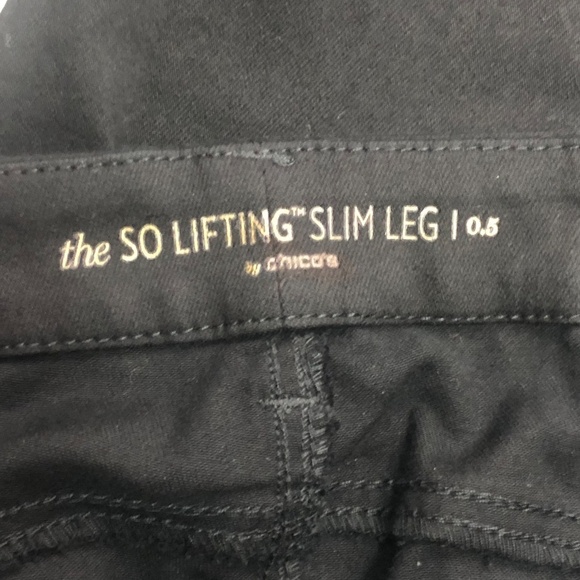 the SO LIFTING™ SLIM LEG | 0.5
by chico's